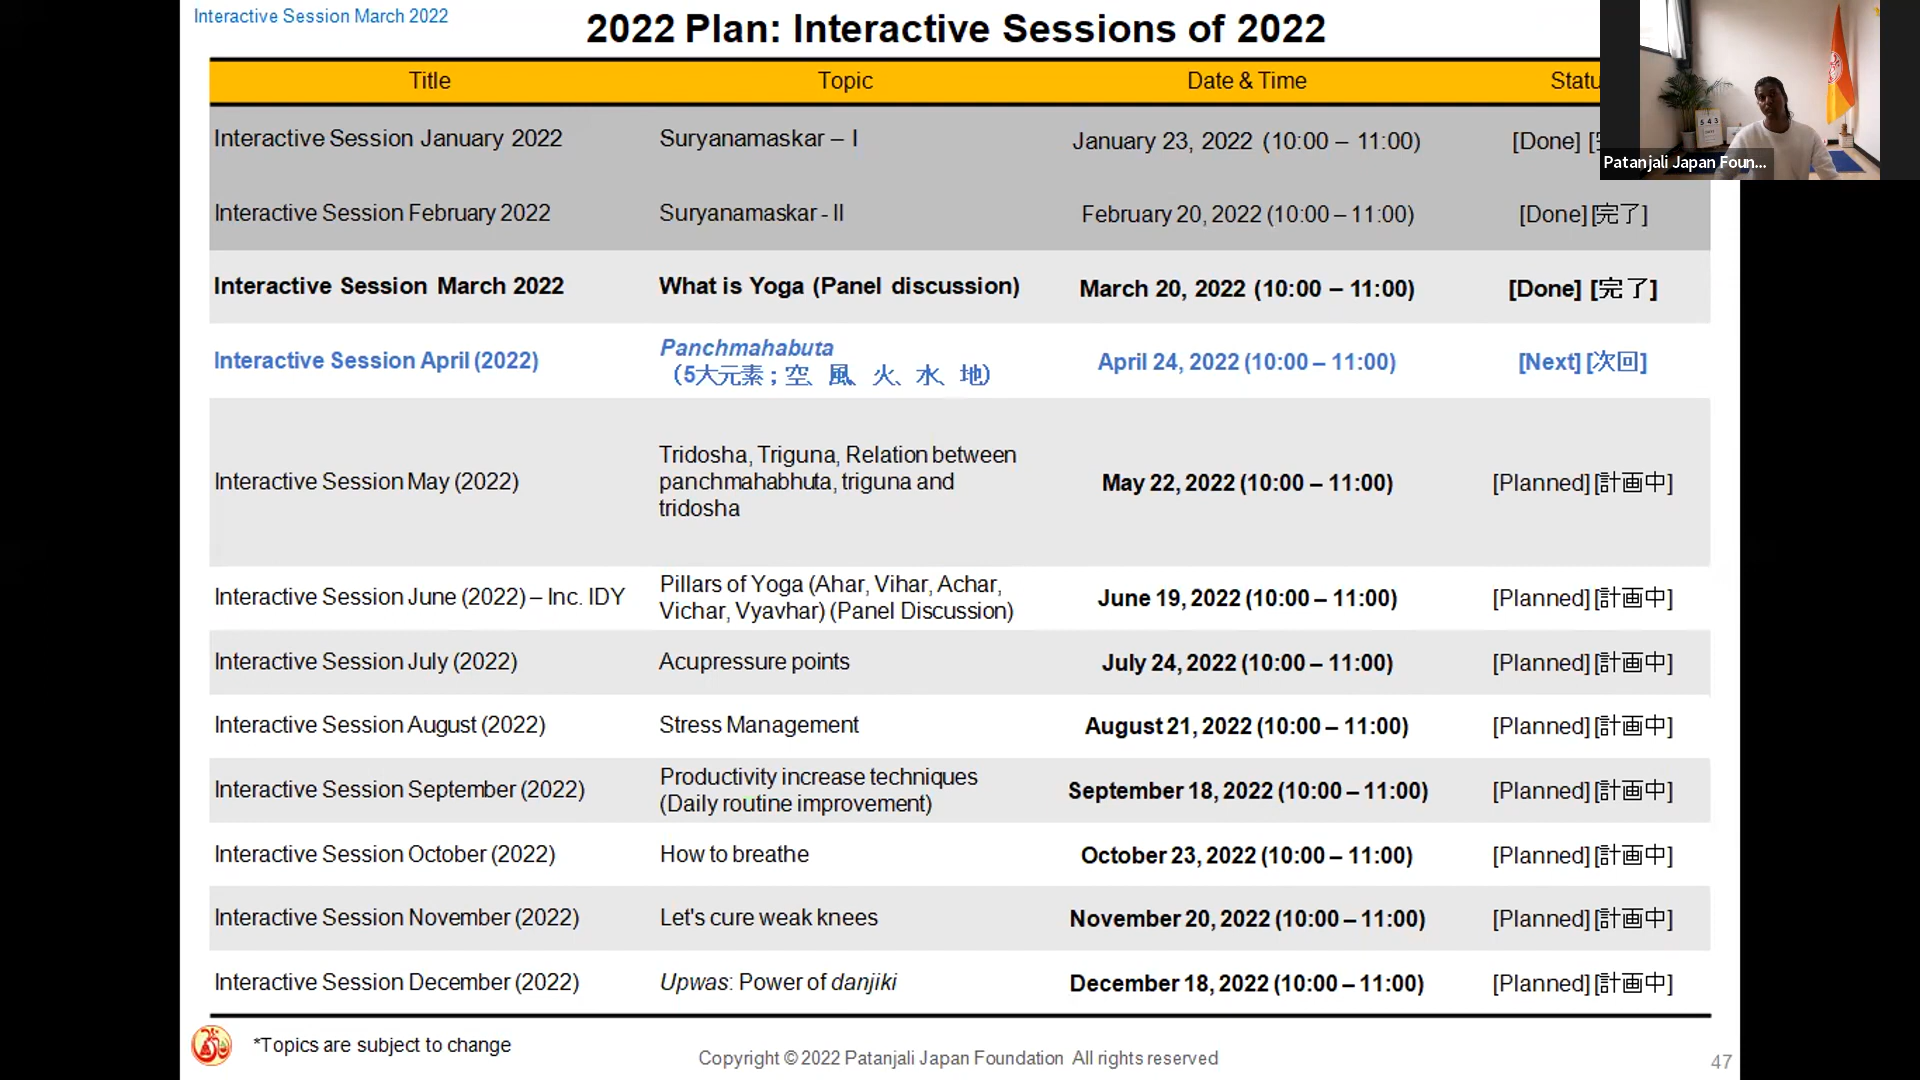 Interactive Session March 2022
2022 Plan: Interactive Sessions of 2022
Title Topic Date & Time Statu
Interactive Session January 2022 Suryanamaskar – I January 23, 2022 (10:00 – 11:00) [Done] [
Interactive Session February 2022 Suryanamaskar - II February 20, 2022 (10:00 – 11:00) [Done] [完了]
Interactive Session March 2022 What is Yoga (Panel discussion) March 20, 2022 (10:00 – 11:00) [Done] [完了]
Interactive Session April (2022) Panchmahabuta April 24, 2022 (10:00 – 11:00) [Next] [次回]
（5大元素；空、風、火、水、地）
Interactive Session May (2022) Tridosha, Triguna, Relation between May 22, 2022 (10:00 – 11:00) [Planned] [計画中]
panchmahabhuta, triguna and
tridosha
Interactive Session June (2022) – Inc. IDY Pillars of Yoga (Ahar, Vihar, Achar, June 19, 2022 (10:00 – 11:00) [Planned] [計画中]
Vichar, Vyavhar) (Panel Discussion)
Interactive Session July (2022) Acupressure points July 24, 2022 (10:00 – 11:00) [Planned] [計画中]
Interactive Session August (2022) Stress Management August 21, 2022 (10:00 – 11:00) [Planned] [計画中]
Interactive Session September (2022) Productivity increase techniques September 18, 2022 (10:00 – 11:00) [Planned] [計画中]
(Daily routine improvement)
Interactive Session October (2022) How to breathe October 23, 2022 (10:00 – 11:00) [Planned] [計画中]
Interactive Session November (2022) Let's cure weak knees November 20, 2022 (10:00 – 11:00) [Planned] [計画中]
Interactive Session December (2022) Upwas: Power of danjiki December 18, 2022 (10:00 – 11:00) [Planned] [計画中]
*Topics are subject to change
Copyright © 2022 Patanjali Japan Foundation All rights reserved
47
Patanjali Japan Foun...
543